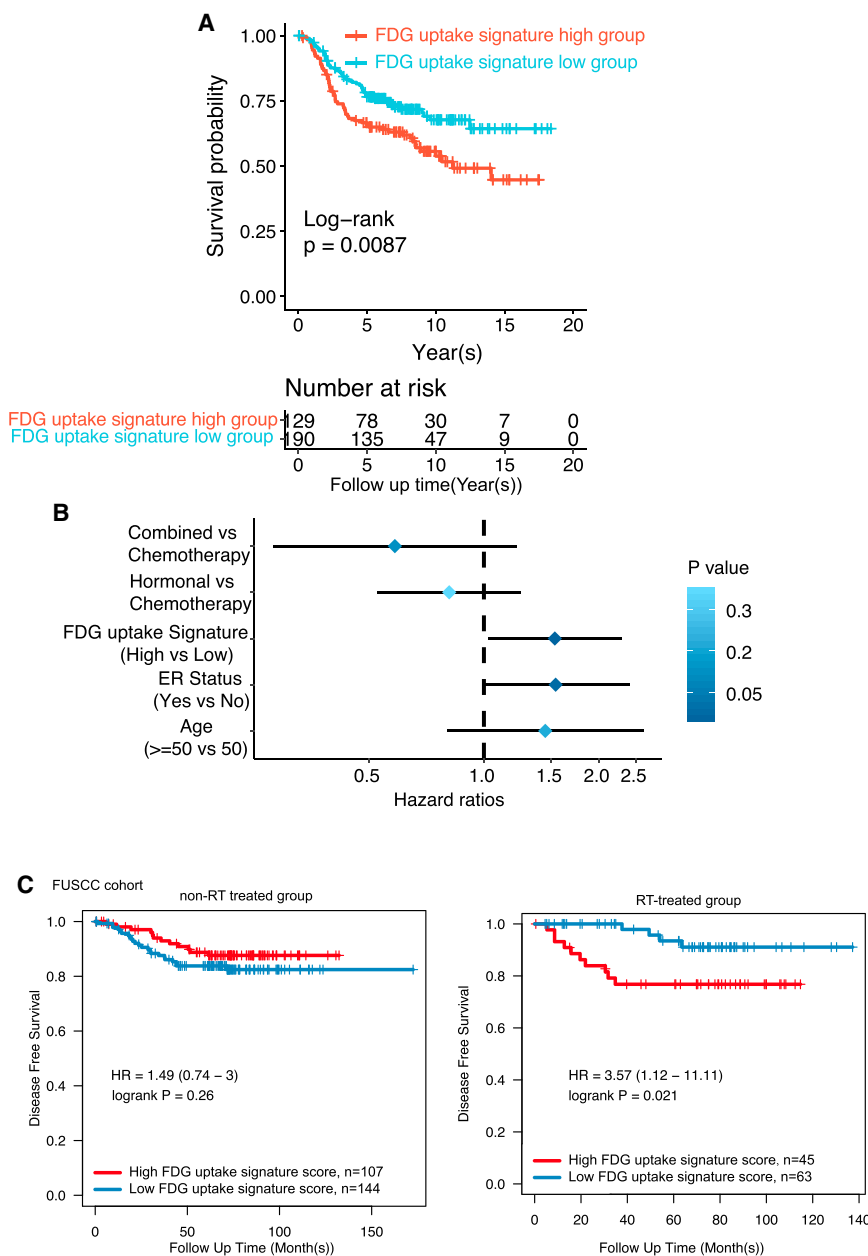 A
FDG uptake signature high group
FDG uptake signature low group
Survival probability
1.00
0.75
0.50
0.25
0.00
Log−rank
p = 0.0087
0 5 10 15 20
Year(s)
Number at risk
FDG uptake signature high group 129 78 30 7 0
FDG uptake signature low group 190 135 47 9 0
0 5 10 15 20
Follow up time(Year(s))
B
Combined vs
Chemotherapy
Hormonal vs
Chemotherapy
FDG uptake Signature
(High vs Low)
ER Status
(Yes vs No)
Age
(>=50 vs 50)
0.5 1.0 1.5 2.0 2.5
Hazard ratios
P value
0.3
0.2
0.05
C
FUSCC cohort
non-RT treated group
Disease Free Survival
1.0
0.8
0.6
0.4
0.2
0.0
HR = 1.49 (0.74 − 3)
logrank P = 0.26
High FDG uptake signature score, n=107
Low FDG uptake signature score, n=144
0 50 100 150
Follow Up Time (Month(s))
RT-treated group
Disease Free Survival
1.0
0.8
0.6
0.4
0.2
0.0
HR = 3.57 (1.12 − 11.11)
logrank P = 0.021
High FDG uptake signature score, n=45
Low FDG uptake signature score, n=63
0 20 40 60 80 100 120 140
Follow Up Time (Month(s))